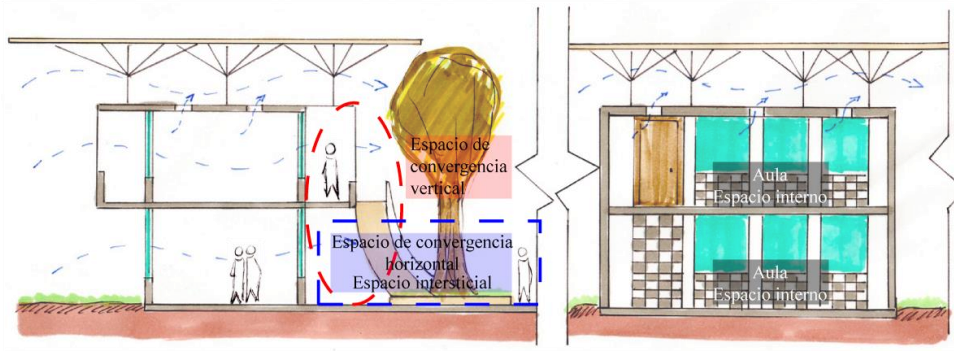 Espacio de
convergencia
vertical
Espacio de convergencia
horizontal
Espacio intersticial
Aula
Espacio interno
Aula
Espacio interno